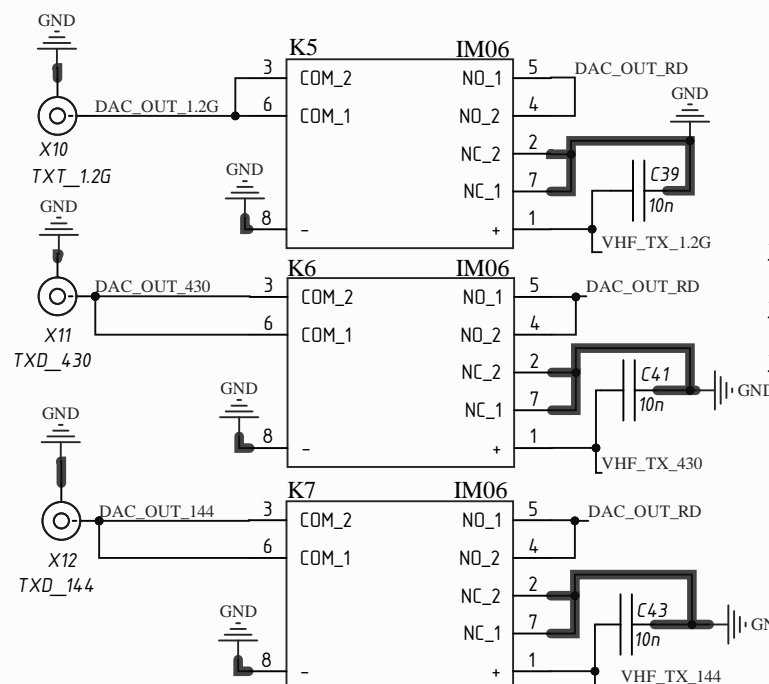 GND
K5 IM06
3 COM_2 NO_1 5 DAC_OUT_RD
DAC_OUT_1.2G 6 COM_1 NO_2 4 GND
X10
TXT_1.2G
NC_2 2
NC_1 7 C39
10n
GND
8 - + 1
VHF_TX_1.2G
GND
K6 IM06
DAC_OUT_430 3 COM_2 NO_1 5 DAC_OUT_RD
6 COM_1 NO_2 4
X11
TXD_430
NC_2 2 C41
GND
NC_1 7 10n
GND
8 - + 1
VHF_TX_430
GND
K7 IM06
DAC_OUT_144 3 COM_2 NO_1 5 DAC_OUT_RD
6 COM_1 NO_2 4
X12
TXD_144
NC_2 2 C43
GN
NC_1 7 10n
GND
8 - + 1
VHF_TX_144